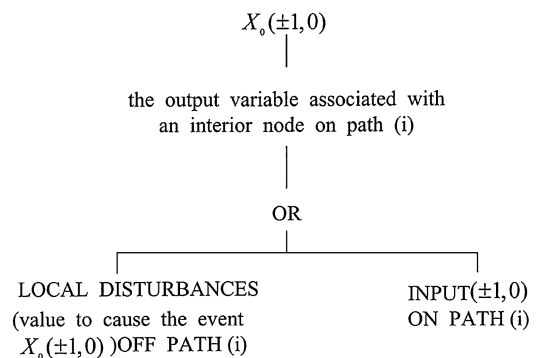 X₀(±1,0)
the output variable associated with
an interior node on path (i)
OR
LOCAL DISTURBANCES
(value to cause the event
X₀(±1,0) )OFF PATH (i)
INPUT(±1,0)
ON PATH (i)